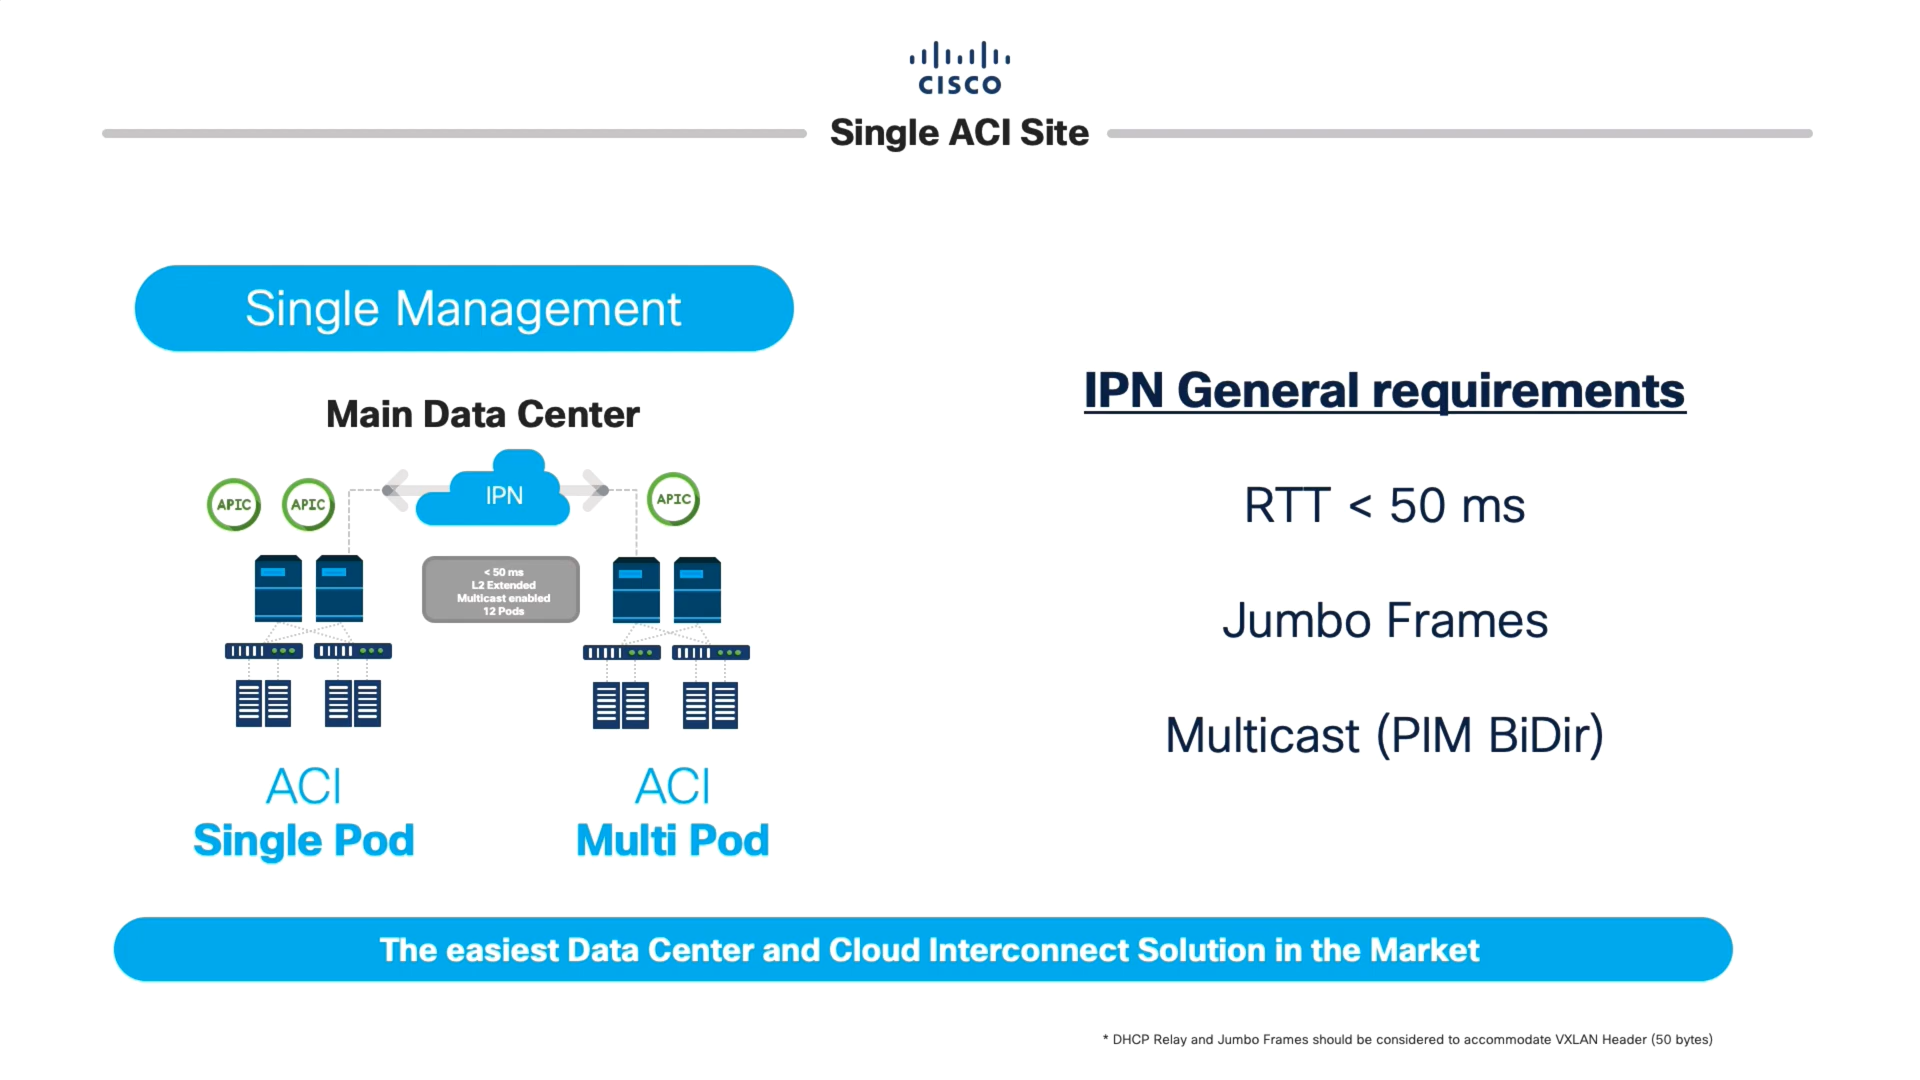 CISCO
Single ACI Site
Single Management
Main Data Center
IPN
APIC
APIC
APIC
< 50 ms
L2 Extended
Multicast enabled
12 Pods
ACI
Single Pod
ACI
Multi Pod
IPN General requirements
RTT < 50 ms
Jumbo Frames
Multicast (PIM BiDir)
The easiest Data Center and Cloud Interconnect Solution in the Market
* DHCP Relay and Jumbo Frames should be considered to accommodate VXLAN Header (50 bytes)